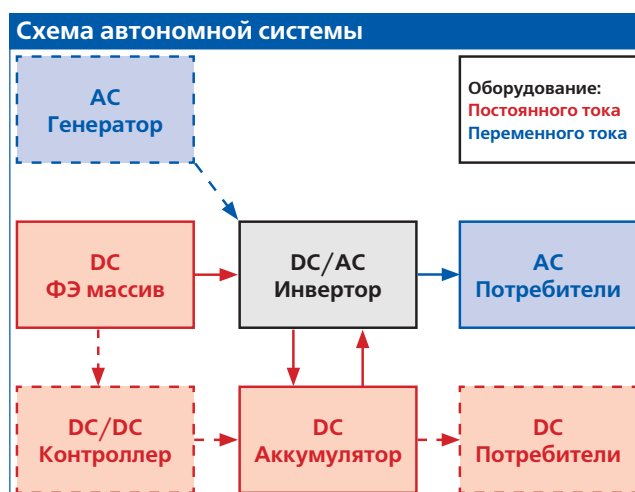 Схема автономной системы
AC
Генератор
Оборудование:
Постоянного тока
Переменного тока
DC
ФЭ массив
DC/AC
Инвертор
AC
Потребители
DC/DC
Контроллер
DC
Аккумулятор
DC
Потребители